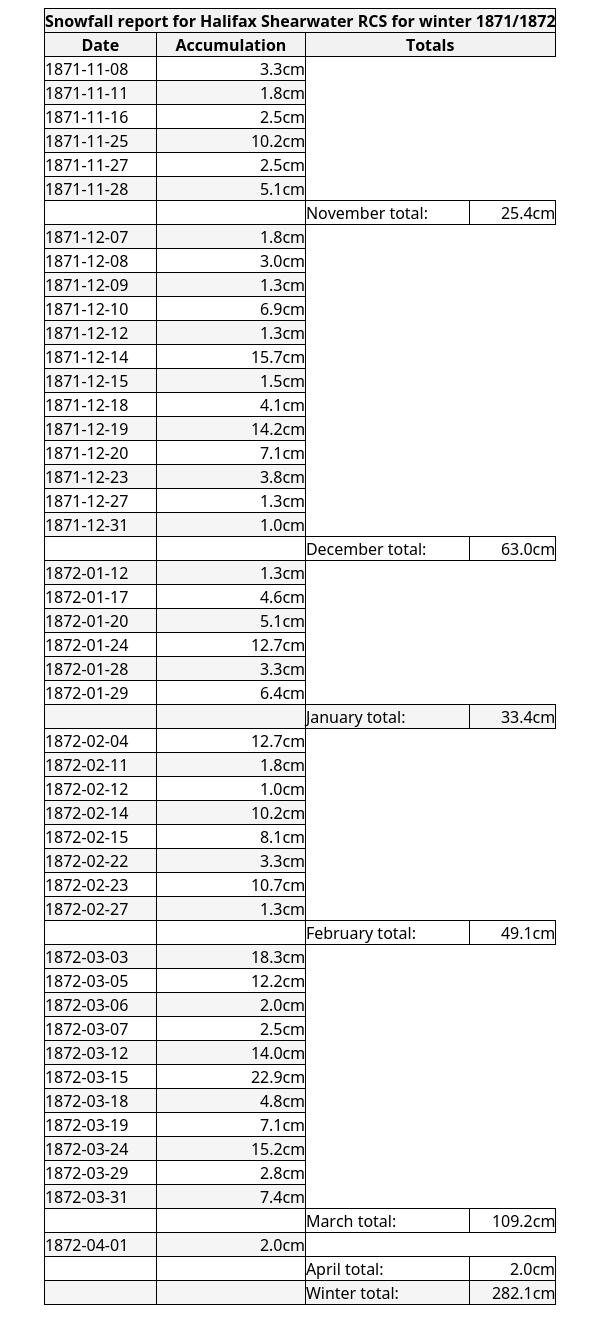 Snowfall report for Halifax Shearwater RCS for winter 1871/1872
Date Accumulation Totals
1871-11-08 3.3cm
1871-11-11 1.8cm
1871-11-16 2.5cm
1871-11-25 10.2cm
1871-11-27 2.5cm
1871-11-28 5.1cm
November total: 25.4cm
1871-12-07 1.8cm
1871-12-08 3.0cm
1871-12-09 1.3cm
1871-12-10 6.9cm
1871-12-12 1.3cm
1871-12-14 15.7cm
1871-12-15 1.5cm
1871-12-18 4.1cm
1871-12-19 14.2cm
1871-12-20 7.1cm
1871-12-23 3.8cm
1871-12-27 1.3cm
1871-12-31 1.0cm
December total: 63.0cm
1872-01-12 1.3cm
1872-01-17 4.6cm
1872-01-20 5.1cm
1872-01-24 12.7cm
1872-01-28 3.3cm
1872-01-29 6.4cm
January total: 33.4cm
1872-02-04 12.7cm
1872-02-11 1.8cm
1872-02-12 1.0cm
1872-02-14 10.2cm
1872-02-15 8.1cm
1872-02-22 3.3cm
1872-02-23 10.7cm
1872-02-27 1.3cm
February total: 49.1cm
1872-03-03 18.3cm
1872-03-05 12.2cm
1872-03-06 2.0cm
1872-03-07 2.5cm
1872-03-12 14.0cm
1872-03-15 22.9cm
1872-03-18 4.8cm
1872-03-19 7.1cm
1872-03-24 15.2cm
1872-03-29 2.8cm
1872-03-31 7.4cm
March total: 109.2cm
1872-04-01 2.0cm
April total: 2.0cm
Winter total: 282.1cm